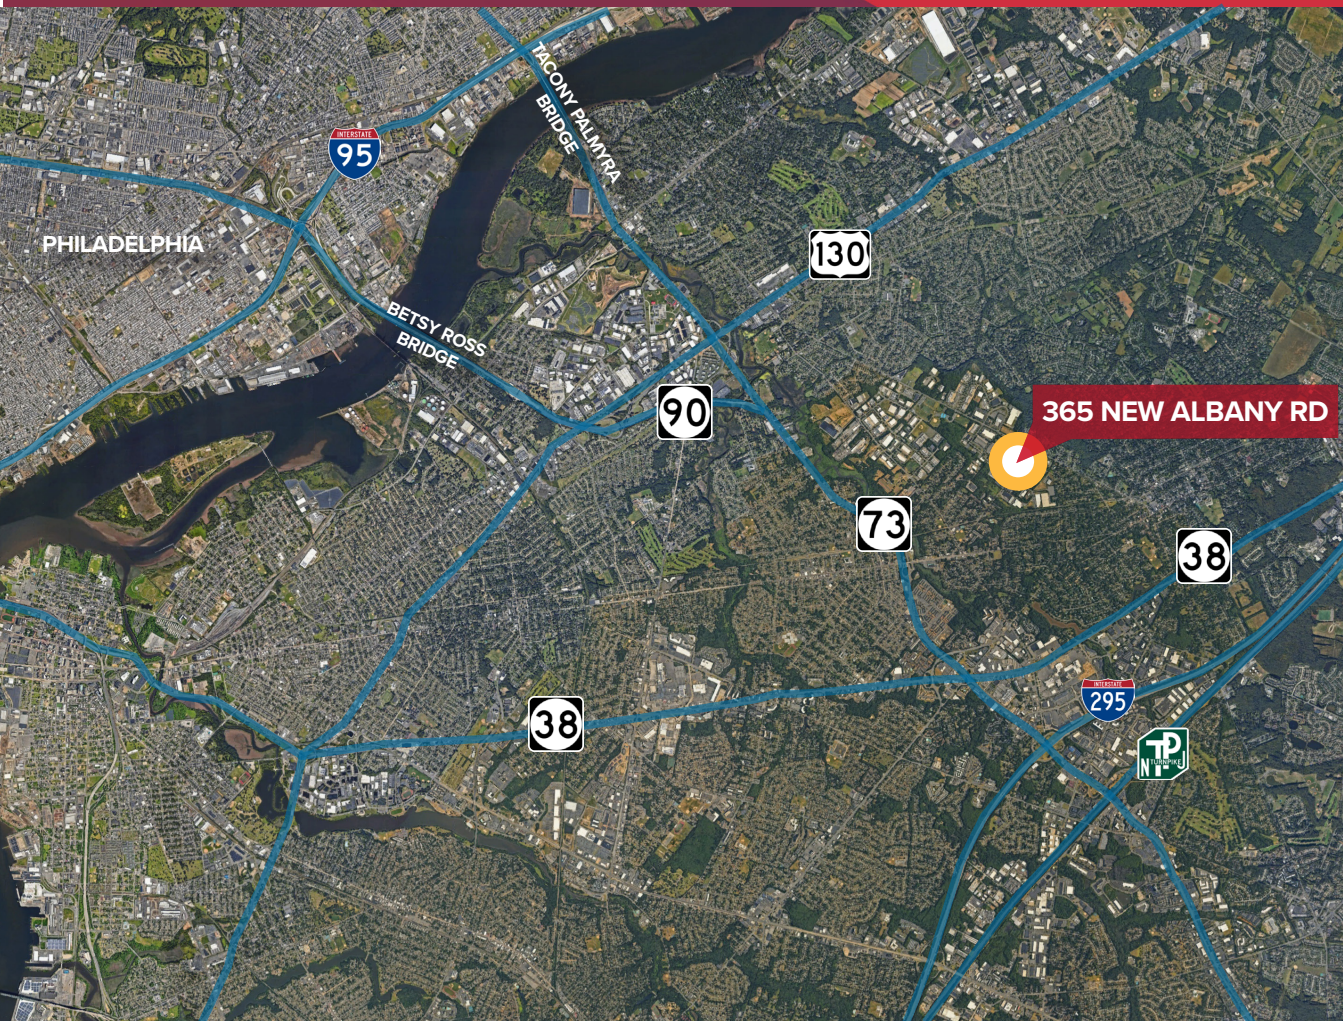 TACONY PALMYRA
BRIDGE
INTERSTATE
95
PHILADELPHIA
130
BETSY ROSS
BRIDGE
90
365 NEW ALBANY RD
73
38
INTERSTATE
295
38
N TP J
TURNPIKE